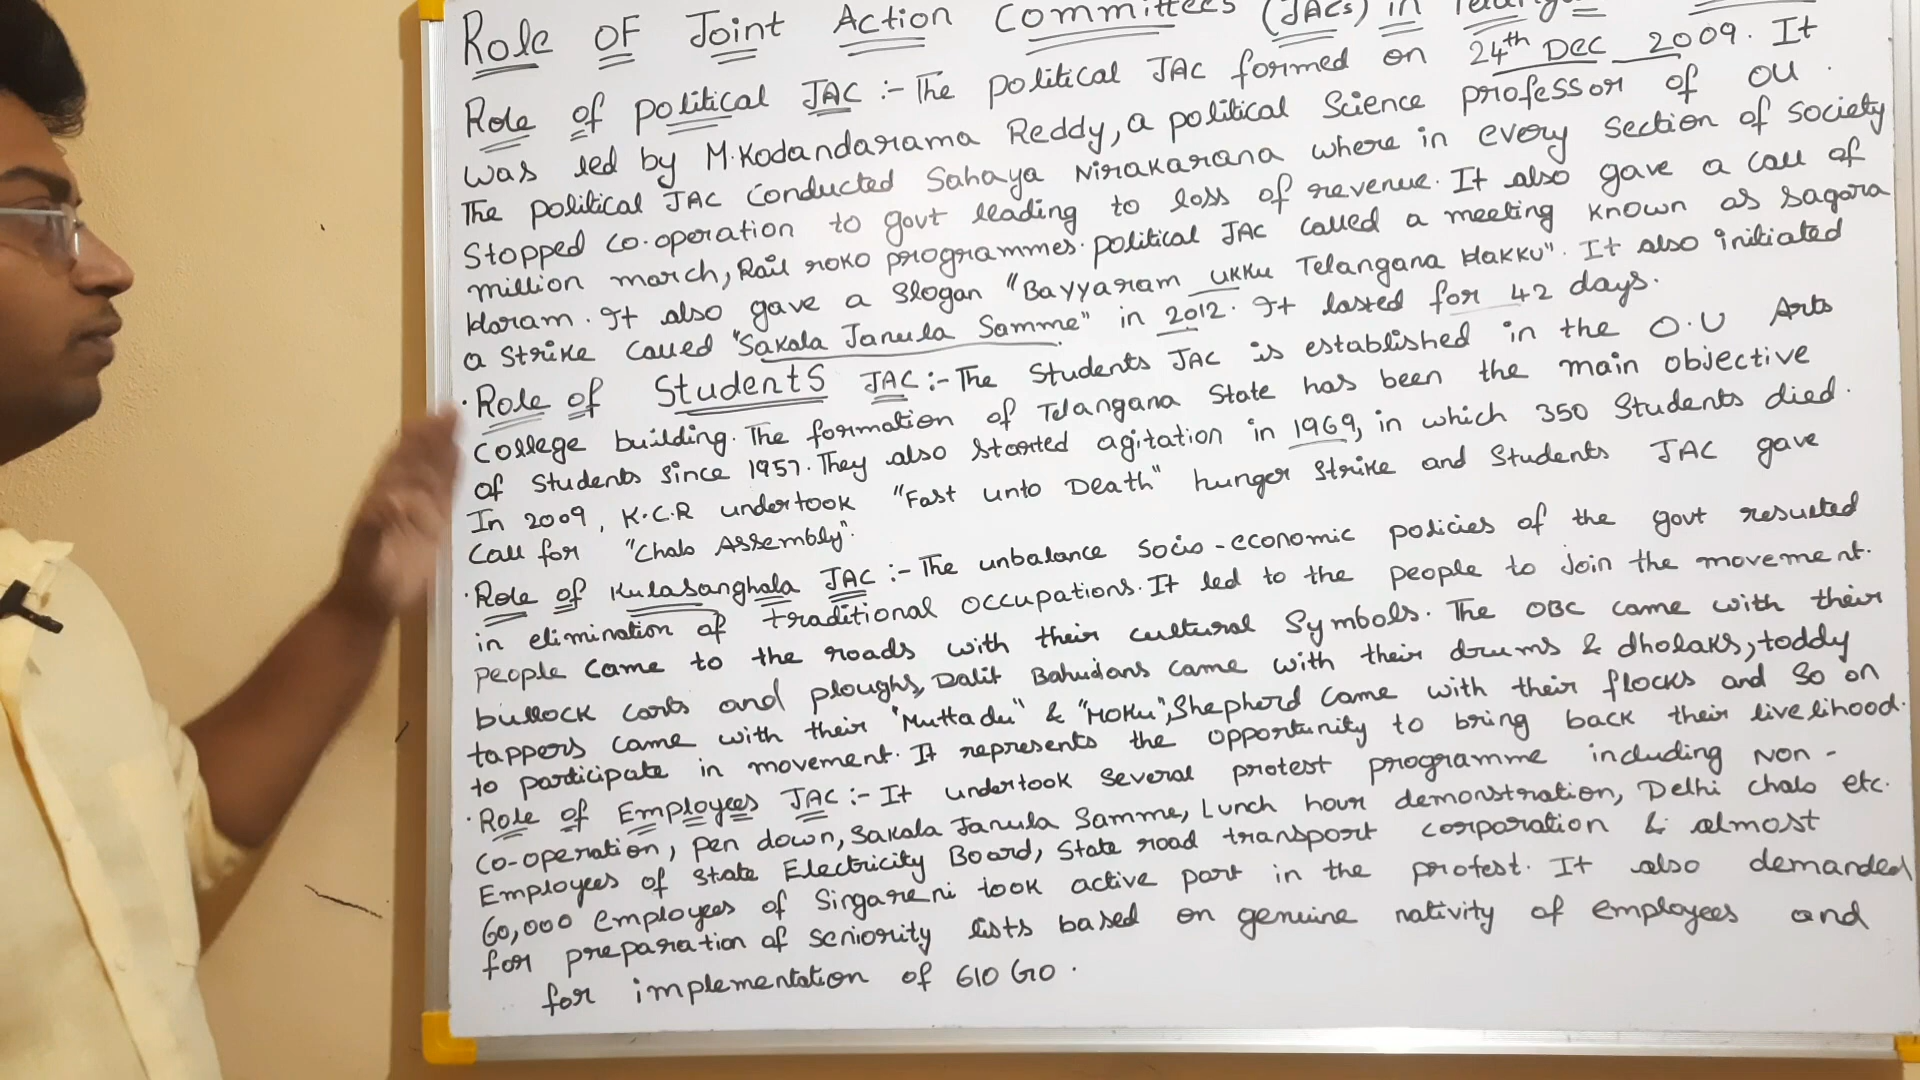 Role OF Joint Action Committees (JACs) in
Role of political JAC :- The political JAC formed on 24th Dec 2009. It
was led by M.Kodandarama Reddy, a political Science professor of OU.
The political JAC conducted Sahaya Nirakarana where in every section of society
stopped co.operation to govt leading to loss of revenue. It also gave a call of
million march, Rail roko programmes. political JAC called a meeting known as Sagara
Haram. It also gave a slogan "Bayyaram ukku Telangana Hakku". It also initiated
a strike called "Sakala Janula Samme" in 2012. It lasted for 42 days.
· Role of Students JAC :- The Students JAC is established in the O.U Arts
college building. The formation of Telangana State has been the main objective
of students since 1957. They also started agitation in 1969, in which 350 Students died.
In 2009, K.C.R undertook "Fast unto Death" hunger strike and Students JAC gave
call for "Chalo Assembly".
· Role of Kulasanghala JAC :- The unbalance socio-economic policies of the govt resulted
in elimination of traditional occupations. It led to the people to join the movement.
people came to the roads with their cultural symbols. The OBC came with their
bullock carts and ploughs, Dalit Bahudans came with their drums & dholaks, toddy
tappers came with their "Muttadu" & "Moku", Shepherd came with their flocks and so on
to participate in movement. It represents the opportunity to bring back their livelihood.
· Role of Employees JAC :- It undertook several protest programme including Non-
co-operation, pen down, Sakala Janula Samme, Lunch hour demonstration, Delhi chalo etc.
Employees of State Electricity Board, State road transport corporation & almost
60,000 employees of Singareni took active part in the protest. It also demanded
for preparation of seniority lists based on genuine nativity of employees and
for implementation of 610 GO.